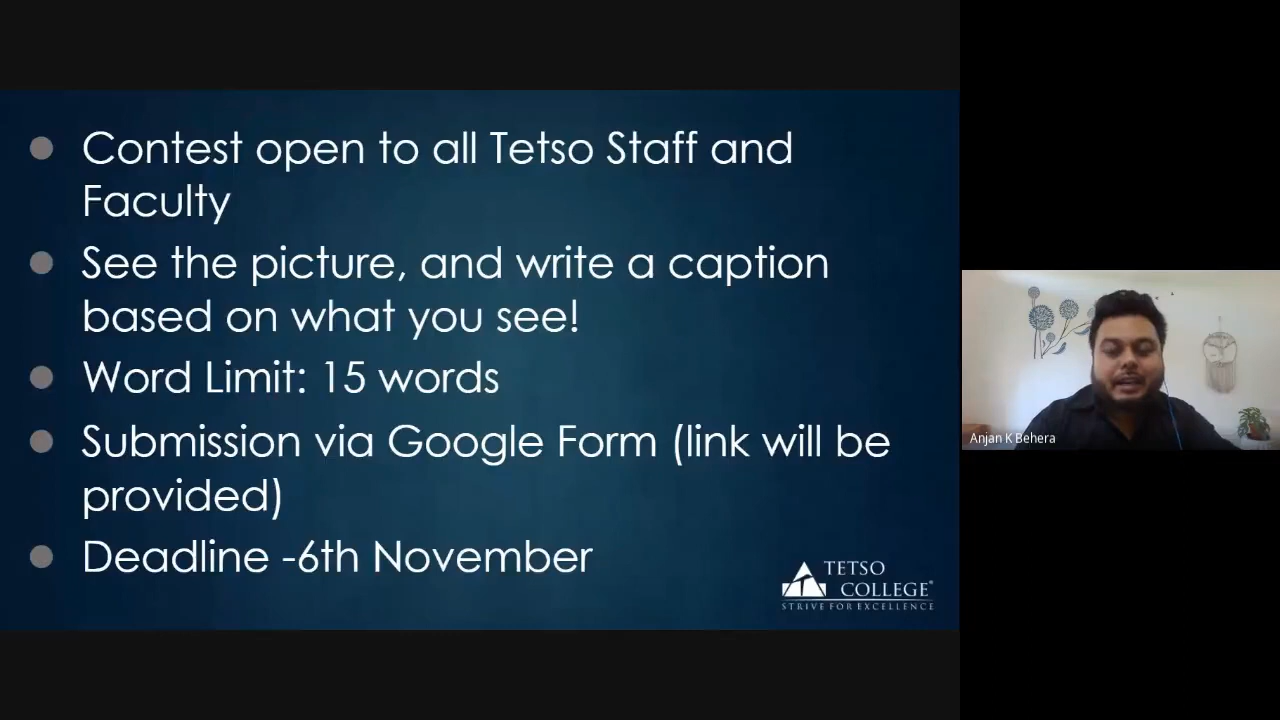 Contest open to all Tetso Staff and
Faculty
See the picture, and write a caption
based on what you see!
Word Limit: 15 words
Submission via Google Form (link will be
provided)
Deadline -6th November
TETSO
COLLEGE®
STRIVE FOR EXCELLENCE
Anjan K Behera